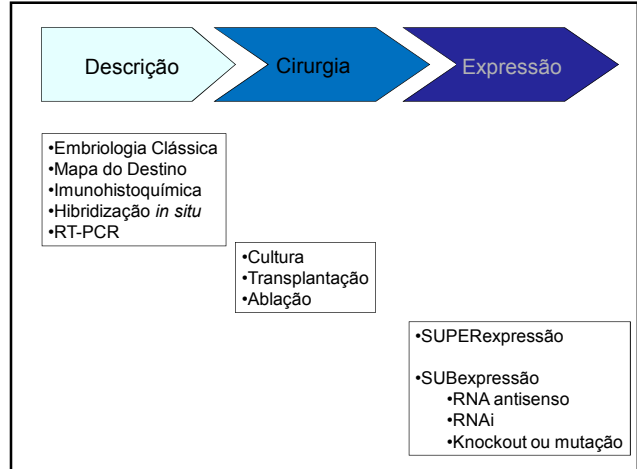 Descrição
Cirurgia
Expressão
•Embriologia Clássica
•Mapa do Destino
•Imunohistoquímica
•Hibridização in situ
•RT-PCR
•Cultura
•Transplantação
•Ablação
•SUPERexpressão
•SUBexpressão
•RNA antisenso
•RNAi
•Knockout ou mutação